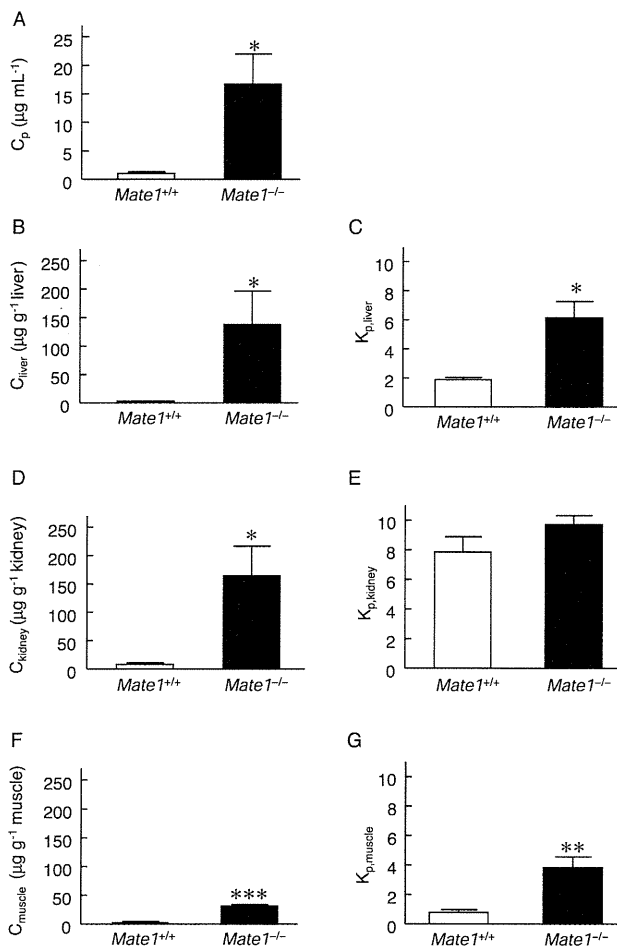 A
C_p (µg mL⁻¹)
25
20
15
10
5
0
*
Mate1⁺/⁺
Mate1⁻/⁻
B
C_liver (µg g⁻¹ liver)
250
200
150
100
50
0
*
Mate1⁺/⁺
Mate1⁻/⁻
C
K_p,liver
10
8
6
4
2
0
*
Mate1⁺/⁺
Mate1⁻/⁻
D
C_kidney (µg g⁻¹ kidney)
250
200
150
100
50
0
*
Mate1⁺/⁺
Mate1⁻/⁻
E
K_p,kidney
10
8
6
4
2
0
Mate1⁺/⁺
Mate1⁻/⁻
F
C_muscle (µg g⁻¹ muscle)
250
200
150
100
50
0
***
Mate1⁺/⁺
Mate1⁻/⁻
G
K_p,muscle
10
8
6
4
2
0
**
Mate1⁺/⁺
Mate1⁻/⁻